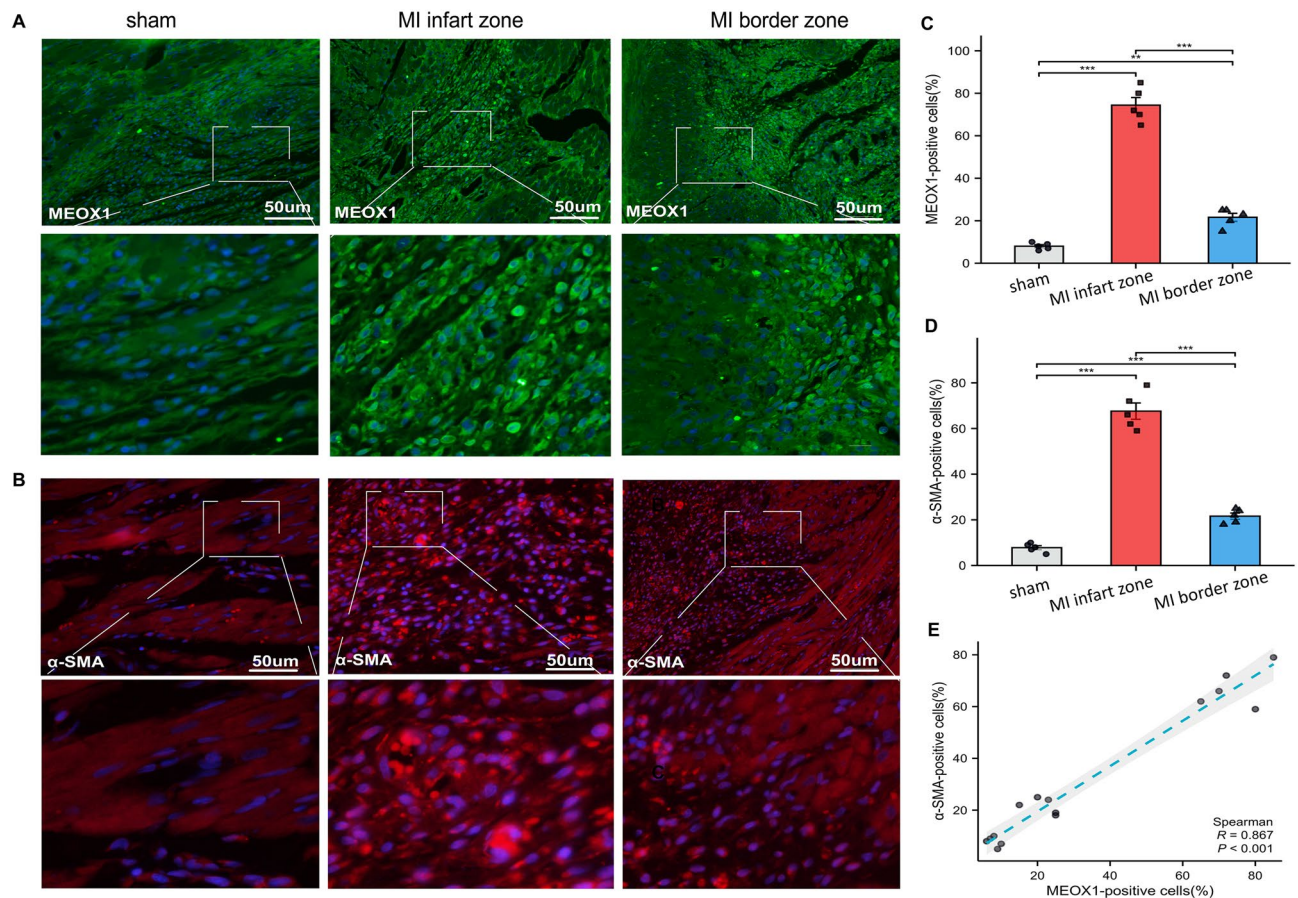 A
sham
MI infart zone
MI border zone
MEOX1
50um
MEOX1
50um
MEOX1
50um
B
α-SMA
50um
α-SMA
50um
α-SMA
50um
C
C
MEOX1-positive cells(%)
100
80
60
40
20
0
***
**
***
sham
MI infart zone
MI border zone
D
α-SMA-positive cells(%)
80
60
40
20
0
***
***
***
sham
MI infart zone
MI border zone
E
α-SMA-positive cells(%)
80
60
40
20
20
40
60
80
MEOX1-positive cells(%)
Spearman
R = 0.867
P < 0.001